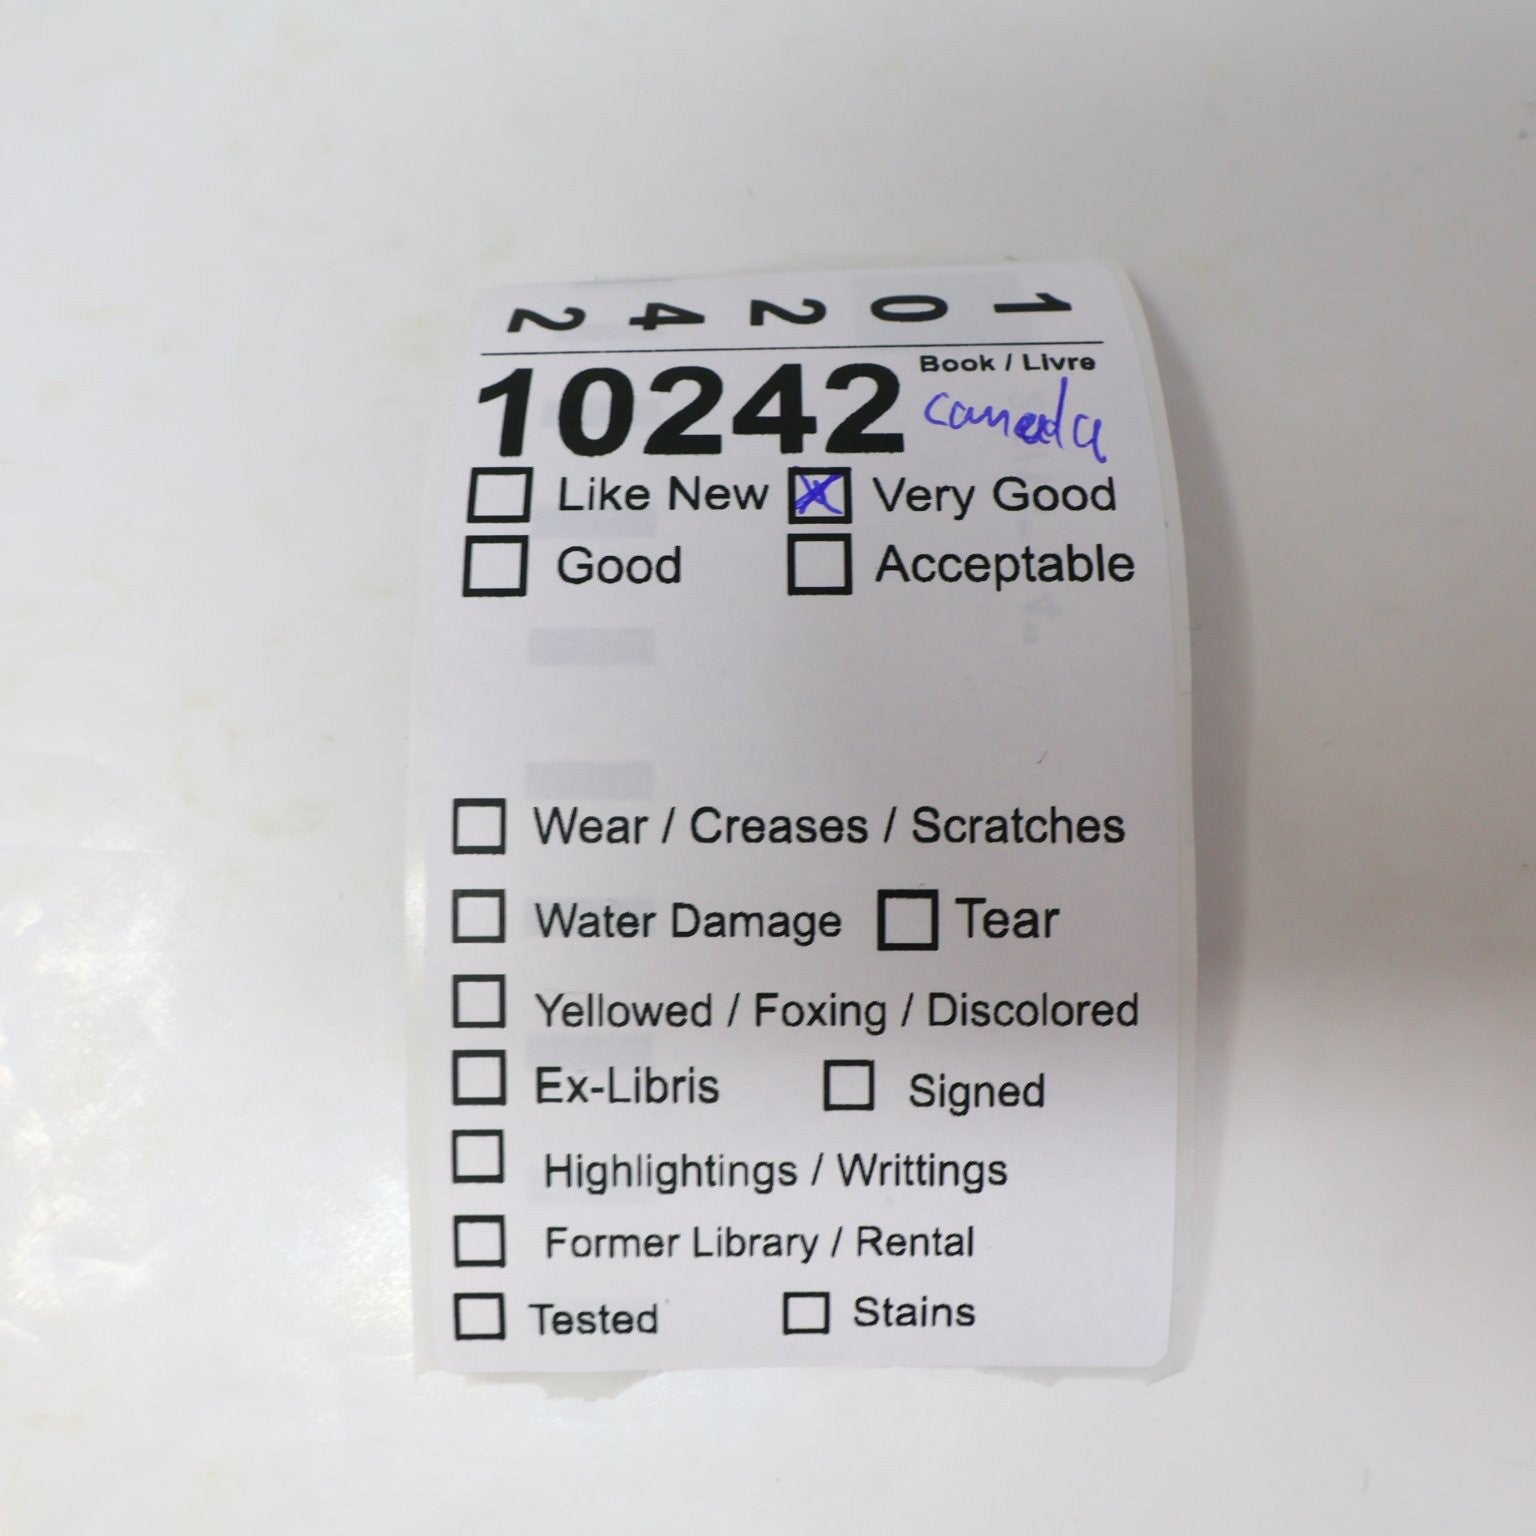 10242
Book / Livre
10242 canada
Like New Very Good
Good Acceptable
Wear / Creases / Scratches
Water Damage Tear
Yellowed / Foxing / Discolored
Ex-Libris Signed
Highlightings / Writtings
Former Library / Rental
Tested Stains